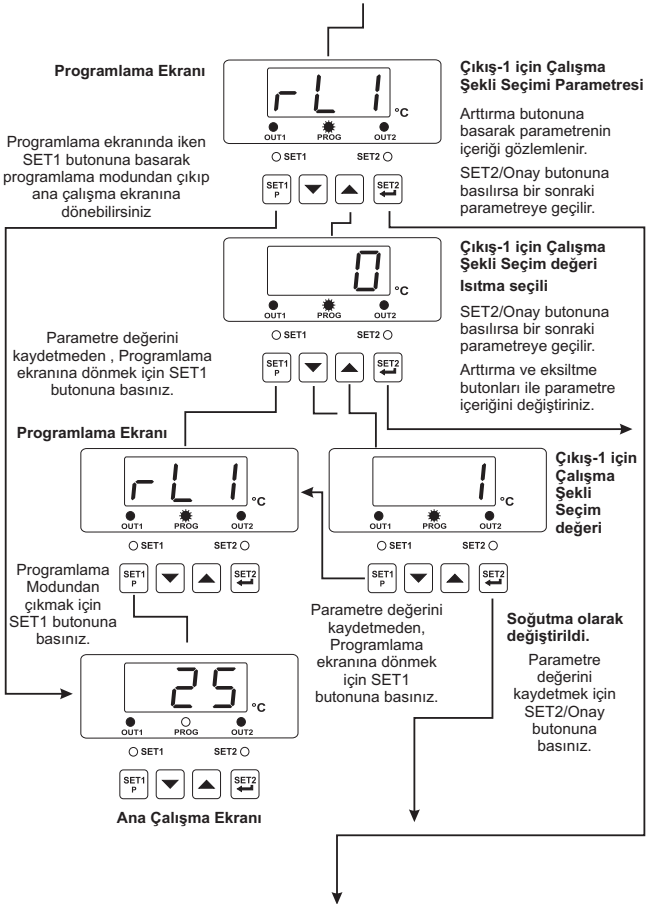 Programlama Ekranı
Programlama ekranında iken
SET1 butonuna basarak
programlama modundan çıkıp
ana çalışma ekranına
dönebilirsiniz
rL 1
°C
OUT1 PROG OUT2
SET1 SET2
SET1 P SET2
Çıkış-1 için Çalışma
Şekli Seçimi Parametresi
Arttırma butonuna
basarak parametrenin
içeriği gözlemlenir.
SET2/Onay butonuna
basılırsa bir sonraki
parametreye geçilir.
0
°C
OUT1 PROG OUT2
SET1 SET2
SET1 P SET2
Çıkış-1 için Çalışma
Şekli Seçim değeri
Isıtma seçili
SET2/Onay butonuna
basılırsa bir sonraki
parametreye geçilir.
Arttırma ve eksiltme
butonları ile parametre
içeriğini değiştiriniz.
Parametre değerini
kaydetmeden , Programlama
ekranına dönmek için SET1
butonuna basınız.
Programlama Ekranı
rL 1
°C
OUT1 PROG OUT2
SET1 SET2
SET1 P SET2
1
°C
OUT1 PROG OUT2
SET1 SET2
SET1 P SET2
Çıkış-1 için
Çalışma
Şekli
Seçim
değeri
Programlama
Modundan
çıkmak için
SET1 butonuna
basınız.
Parametre değerini
kaydetmeden,
Programlama
ekranına dönmek
için SET1
butonuna basınız.
Soğutma olarak
değiştirildi.
Parametre
değerini
kaydetmek için
SET2/Onay
butonuna
basınız.
25
°C
OUT1 PROG OUT2
SET1 SET2
SET1 P SET2
Ana Çalışma Ekranı